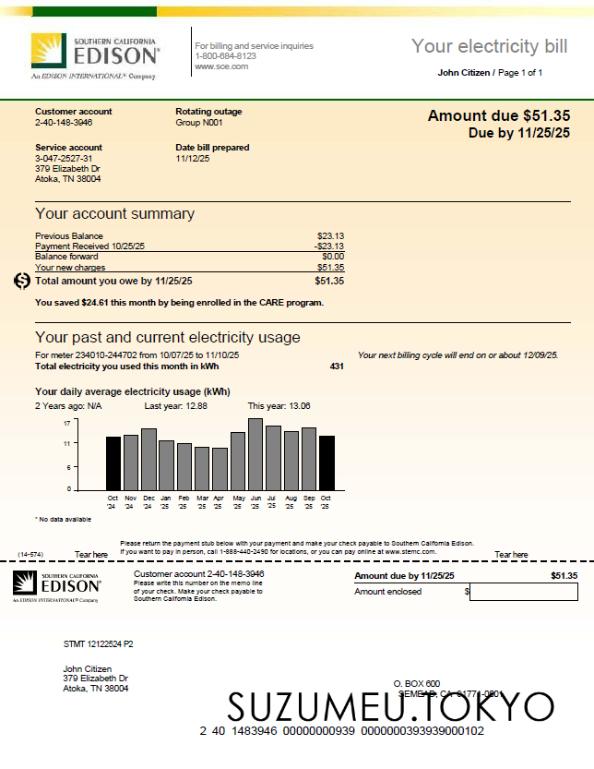 SOUTHERN CALIFORNIA
EDISON®
An EDISON INTERNATIONAL® Company
For billing and service inquiries
1-800-684-8123
www.sce.com
Your electricity bill
John Citizen / Page 1 of 1
Customer account
2-40-148-3946
Rotating outage
Group N001
Amount due $51.35
Due by 11/25/25
Service account
3-047-2527-31
379 Elizabeth Dr
Atoka, TN 38004
Date bill prepared
11/12/25
Your account summary
Previous Balance $23.13
Payment Received 10/25/25 -$23.13
Balance forward $0.00
Your new charges $51.35
Total amount you owe by 11/25/25 $51.35
You saved $24.61 this month by being enrolled in the CARE program.
Your past and current electricity usage
For meter 234010-244702 from 10/07/25 to 11/10/25
Your next billing cycle will end on or about 12/09/25.
Total electricity you used this month in kWh 431
Your daily average electricity usage (kWh)
2 Years ago: N/A Last year: 12.88 This year: 13.06
17
11
6
0
Oct Nov Dec Jan Feb Mar Apr May Jun Jul Aug Sep Oct
'24 '24 '24 '25 '25 '25 '25 '25 '25 '25 '25 '25 '25
* No data available
Please return the payment stub below with your payment and make your check payable to Southern California Edison.
If you want to pay in person, call 1-888-440-2490 for locations, or you can pay online at www.stemc.com.
(14-574) Tear here Tear here
SOUTHERN CALIFORNIA
EDISON®
An EDISON INTERNATIONAL® Company
Customer account 2-40-148-3946
Please write this number on the memo line
of your check. Make your check payable to
Southern California Edison.
Amount due by 11/25/25 $51.35
Amount enclosed $
STMT 12122524 P2
John Citizen
379 Elizabeth Dr
Atoka, TN 38004
O. BOX 600
SUZUMEU.TOKYO
2 40 1483946 00000000939 0000000393939000102